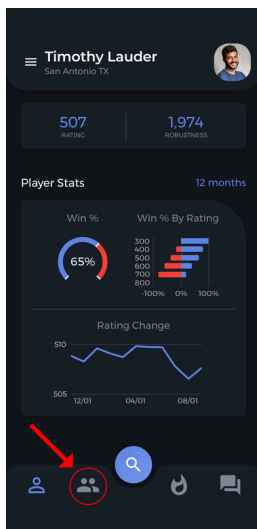 Timothy Lauder
San Antonio TX
507
RATING
1,974
ROBUSTNESS
Player Stats
12 months
Win %
65%
Win % By Rating
300
400
500
600
700
800
-100% 0% 100%
Rating Change
510
505
12/01 04/01 08/01